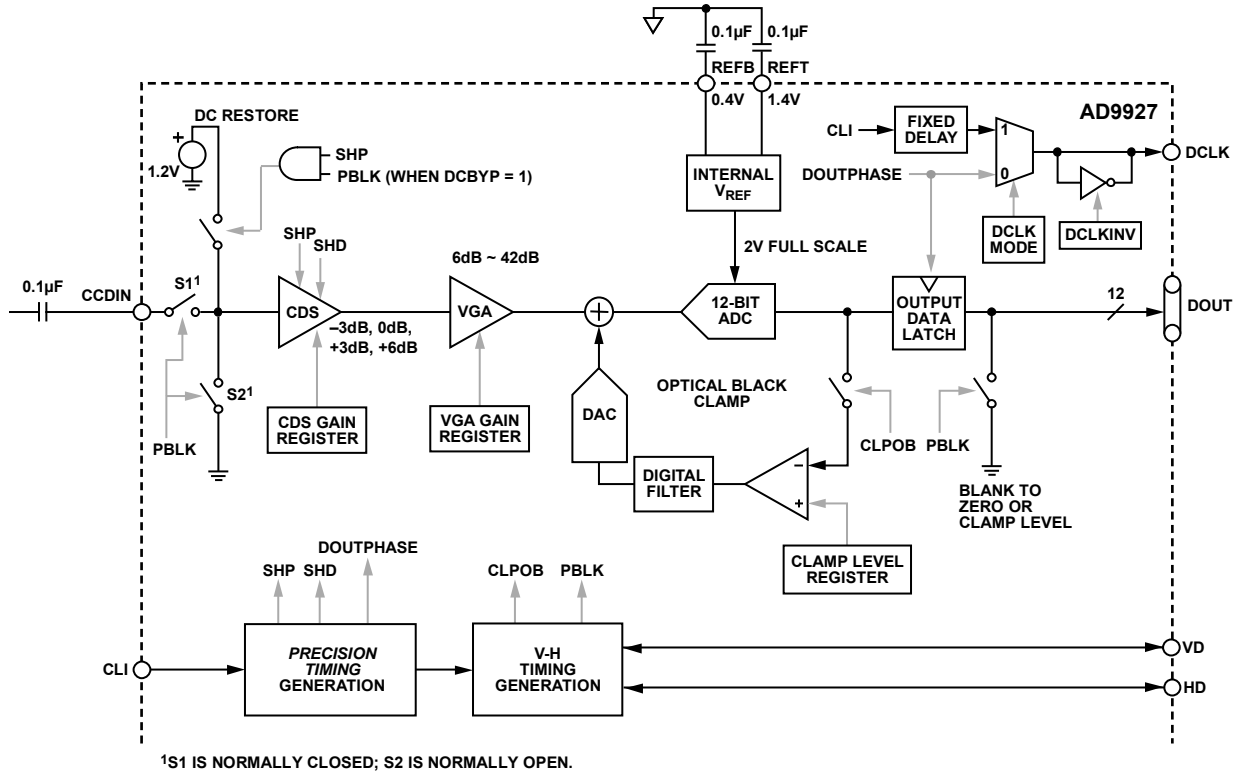 0.1µF 0.1µF
REFB REFT
0.4V 1.4V
AD9927
DC RESTORE
+
1.2V
SHP
PBLK (WHEN DCBYP = 1)
INTERNAL
VREF
2V FULL SCALE
CLI
FIXED
DELAY
1
0
DOUTPHASE
DCLK
MODE
DCLKINV
DCLK
0.1µF
CCDIN
S1¹
SHP
SHD
CDS
–3dB, 0dB,
+3dB, +6dB
6dB ~ 42dB
VGA
+
12-BIT
ADC
OUTPUT
DATA
LATCH
12
DOUT
S2¹
PBLK
CDS GAIN
REGISTER
VGA GAIN
REGISTER
DAC
OPTICAL BLACK
CLAMP
DIGITAL
FILTER
–
+
CLPOB
PBLK
BLANK TO
ZERO OR
CLAMP LEVEL
CLAMP LEVEL
REGISTER
SHP SHD DOUTPHASE
CLPOB PBLK
CLI
PRECISION
TIMING
GENERATION
V-H
TIMING
GENERATION
VD
HD
¹S1 IS NORMALLY CLOSED; S2 IS NORMALLY OPEN.